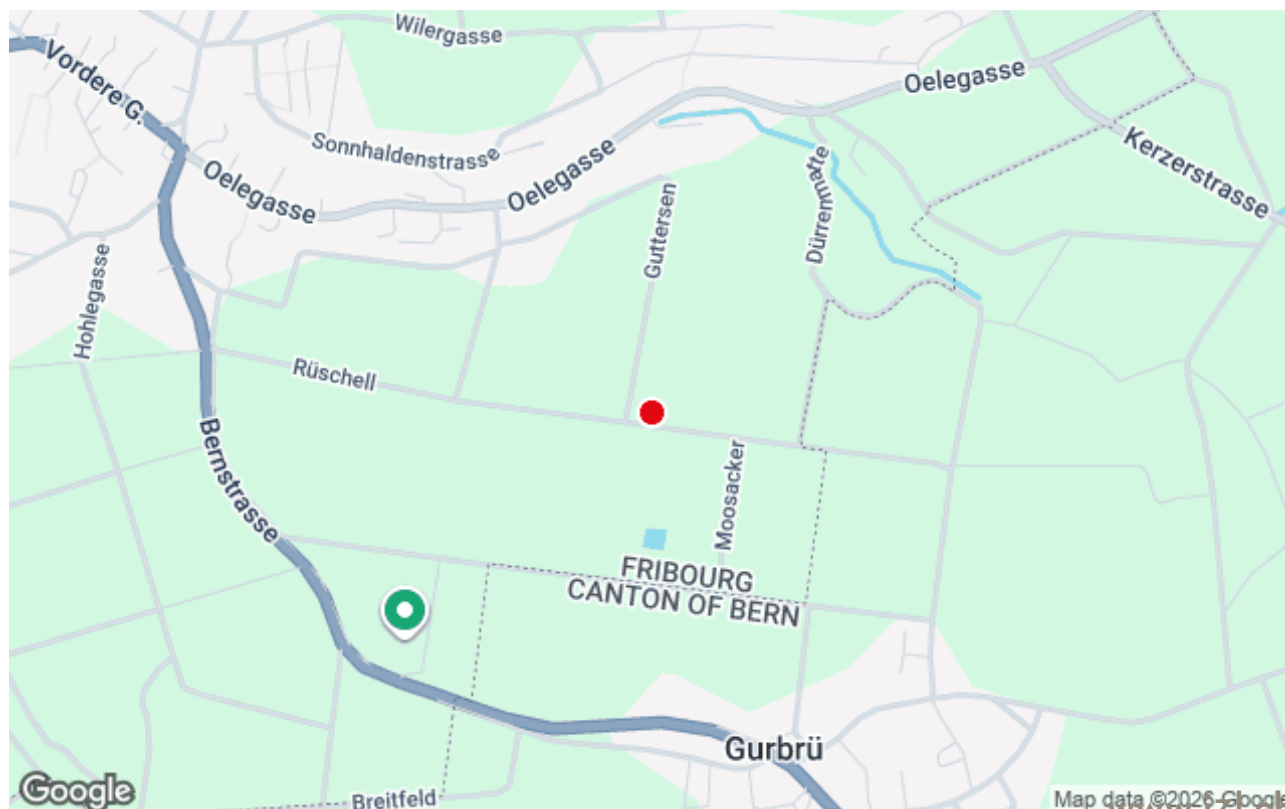 Wilergasse
Vordere G.
Oelegasse
Sonnhaldenstrasse
Kerzerstrasse
Oelegasse
Oelegasse
Dürrenmatte
Guttersen
Hohlegasse
Rüschell
Bernstrasse
Moosacker
FRIBOURG
CANTON OF BERN
Gurbrü
Breitfeld
Google
Map data ©2026 Google